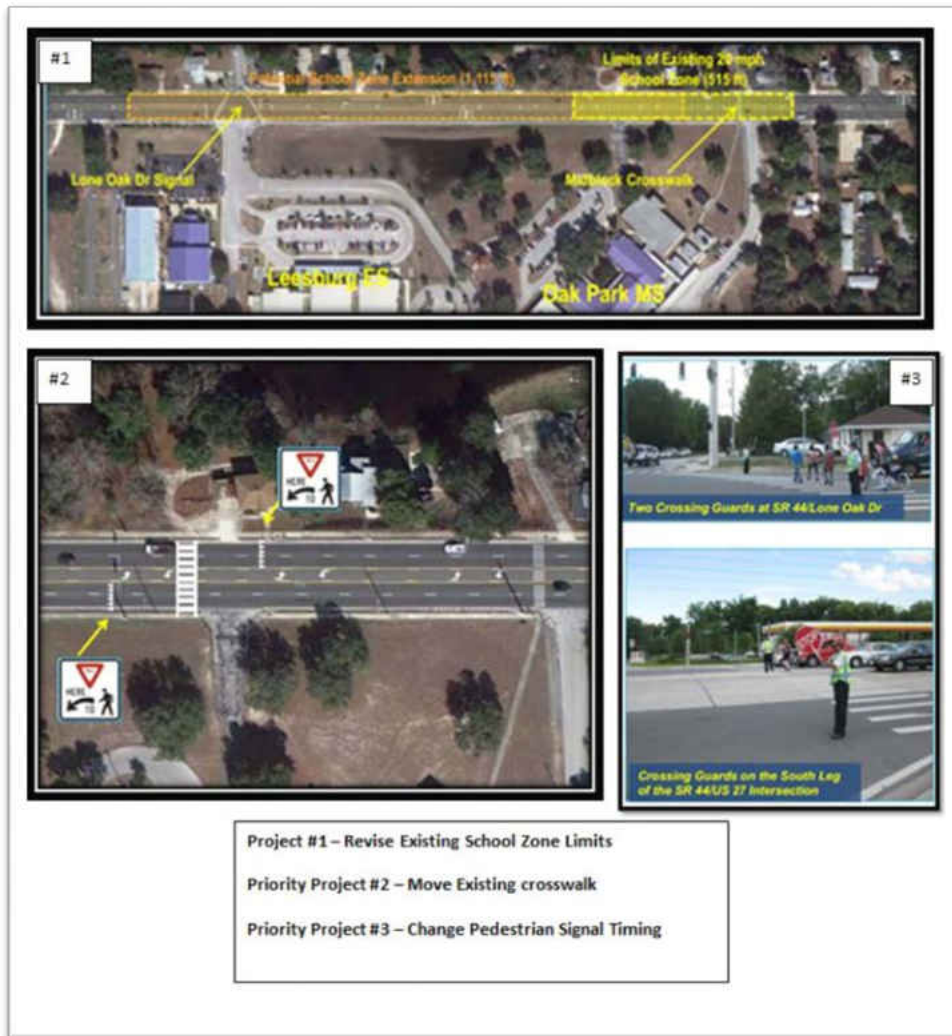 #1
Potential School Zone Extension (1,115 ft)
Limits of Existing 20 mph
School Zone (515 ft)
Lone Oak Dr Signal
Midblock Crosswalk
Leesburg ES
Oak Park MS
#2
HERE
TO
HERE
TO
#3
Two Crossing Guards at SR 44/Lone Oak Dr
Crossing Guards on the South Leg
of the SR 44/US 27 Intersection
Project #1 – Revise Existing School Zone Limits
Priority Project #2 – Move Existing crosswalk
Priority Project #3 – Change Pedestrian Signal Timing